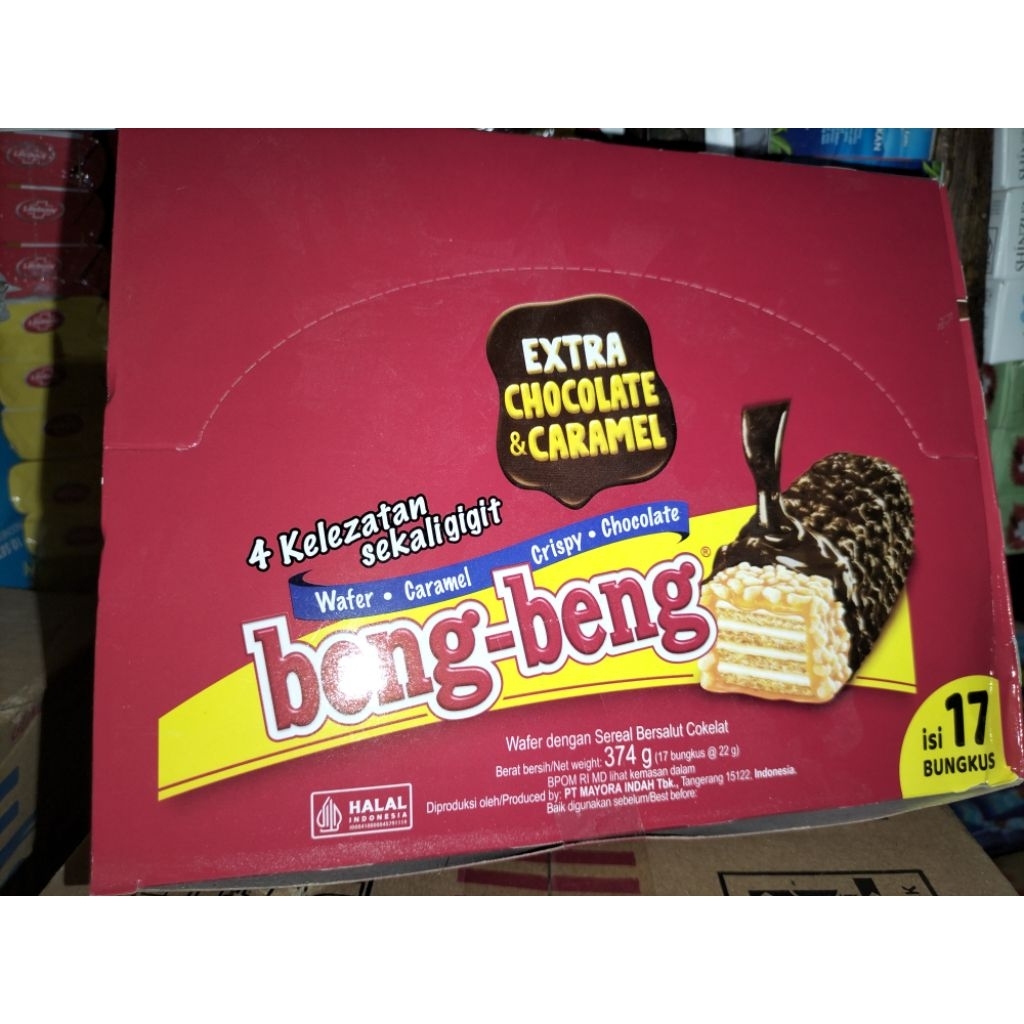 EXTRA
CHOCOLATE
& CARAMEL
4 Kelezatan
sekali gigit
Wafer • Caramel Crispy • Chocolate
beng-beng®
Wafer dengan Sereal Bersalut Cokelat
Berat bersih/Net weight: 374 g (17 bungkus @ 22 g)
BPOM RI MD lihat kemasan dalam
Diproduksi oleh/Produced by: PT MAYORA INDAH Tbk., Tangerang 15122, Indonesia.
Baik digunakan sebelum/Best before:
HALAL
INDONESIA
isi 17
BUNGKUS